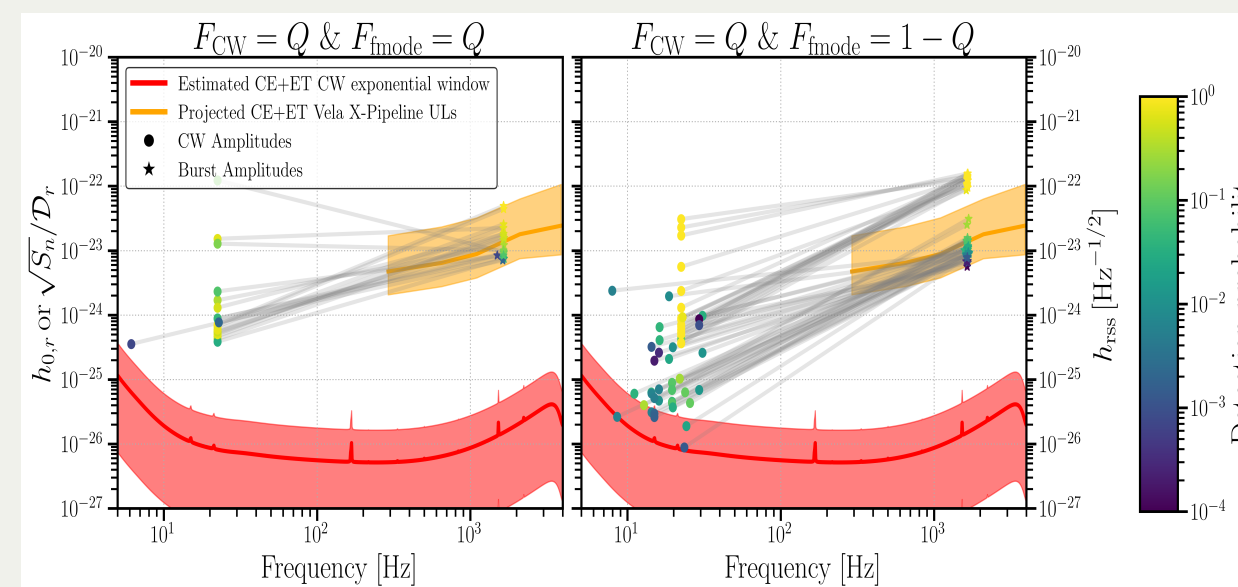 F_CW = Q & F_fmode = Q
F_CW = Q & F_fmode = 1 − Q
Estimated CE+ET CW exponential window
Projected CE+ET Vela X-Pipeline ULs
CW Amplitudes
Burst Amplitudes
h_{0,r} or √S_n/𝒟_r
10^{-20}
10^{-21}
10^{-22}
10^{-23}
10^{-24}
10^{-25}
10^{-26}
10^{-27}
10^1
10^2
10^3
Frequency [Hz]
10^1
10^2
10^3
Frequency [Hz]
10^{-20}
10^{-21}
10^{-22}
10^{-23}
10^{-24}
10^{-25}
10^{-26}
10^{-27}
h_rss [Hz^{-1/2}]
10^0
10^{-1}
10^{-2}
10^{-3}
10^{-4}